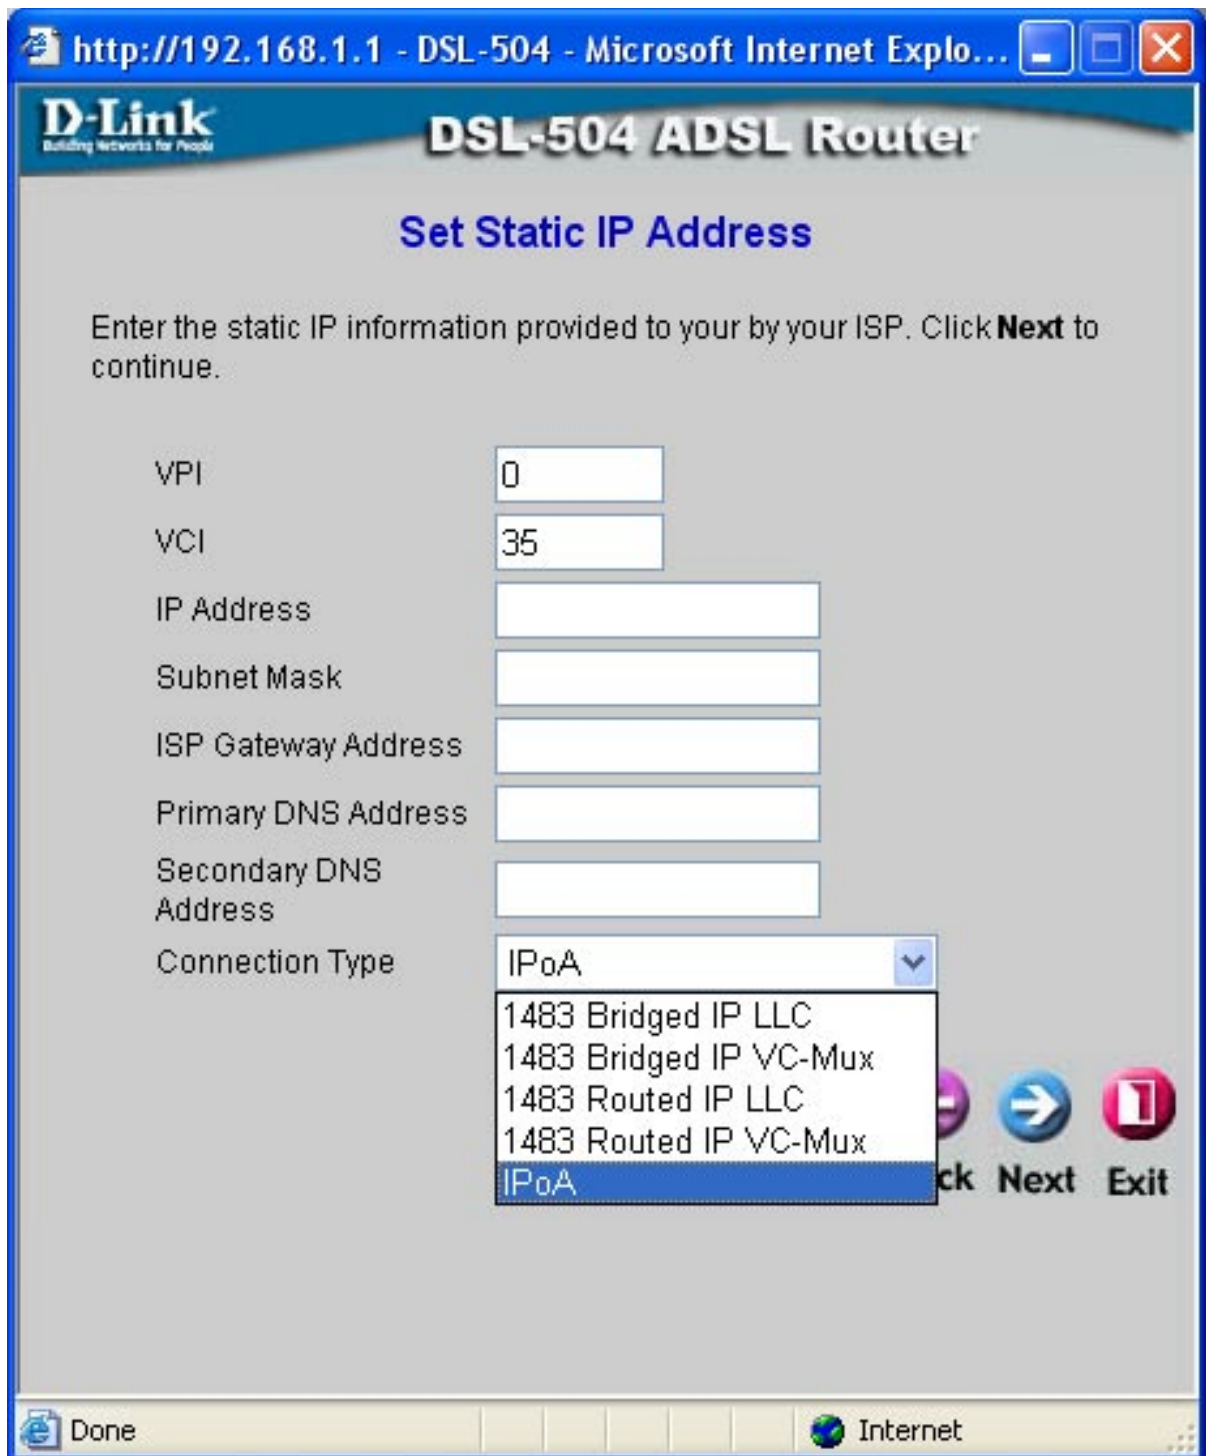 http://192.168.1.1 - DSL-504 - Microsoft Internet Explo...
D-Link
Building Networks for People
DSL-504 ADSL Router
Set Static IP Address
Enter the static IP information provided to your by your ISP. Click Next to
continue.
VPI 0
VCI 35
IP Address
Subnet Mask
ISP Gateway Address
Primary DNS Address
Secondary DNS
Address
Connection Type IPoA
1483 Bridged IP LLC
1483 Bridged IP VC-Mux
1483 Routed IP LLC
1483 Routed IP VC-Mux
IPoA
ck Next Exit
Done Internet